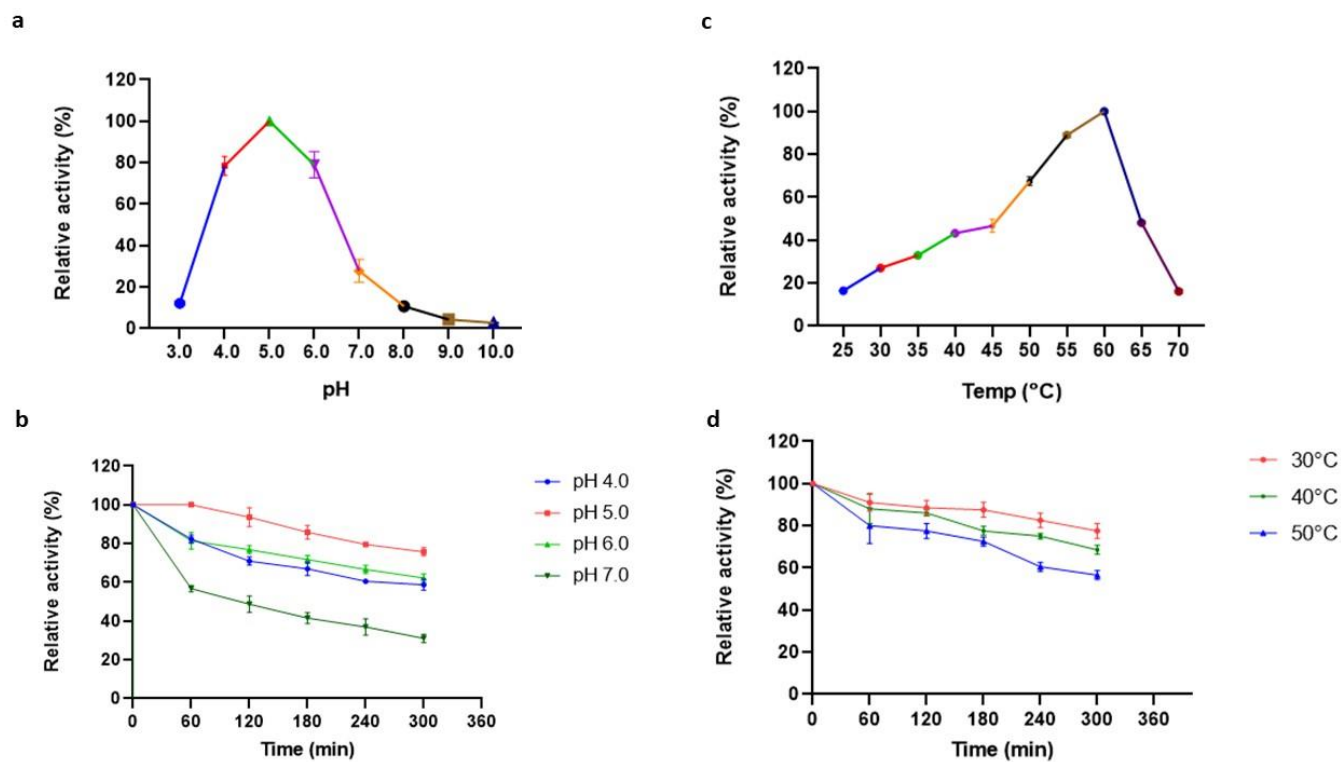 a
120
100
80
60
40
20
0
Relative activity (%)
3.0 4.0 5.0 6.0 7.0 8.0 9.0 10.0
pH
c
120
100
80
60
40
20
0
Relative activity (%)
25 30 35 40 45 50 55 60 65 70
Temp (°C)
b
120
100
80
60
40
20
0
Relative activity (%)
0 60 120 180 240 300 360
Time (min)
pH 4.0
pH 5.0
pH 6.0
pH 7.0
d
120
100
80
60
40
20
0
Relative activity (%)
0 60 120 180 240 300 360
Time (min)
30°C
40°C
50°C